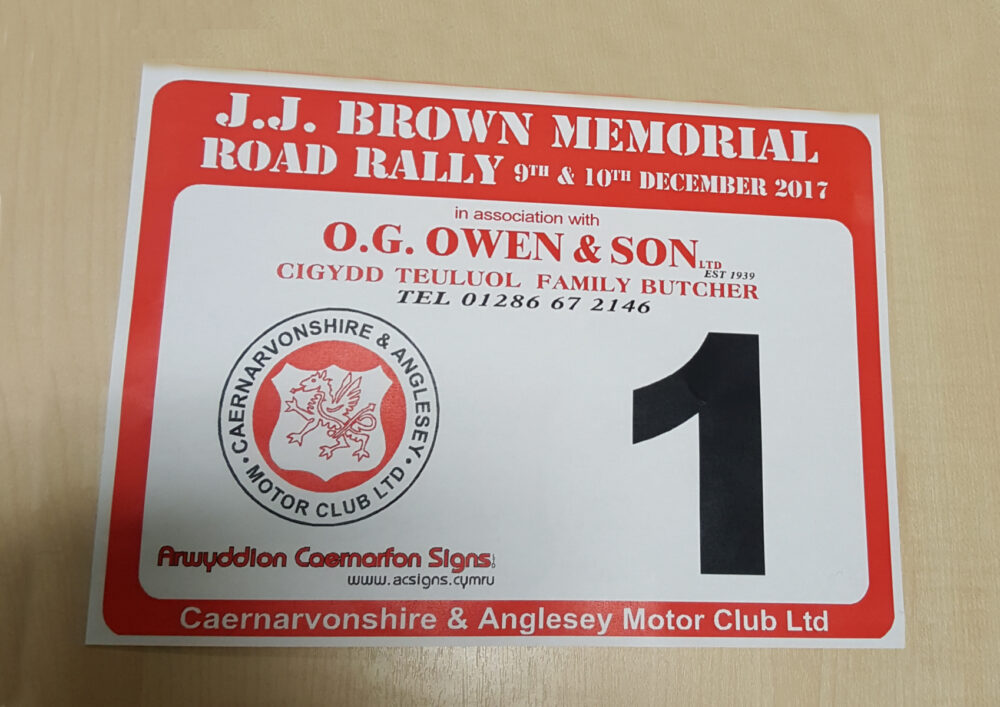 J.J. BROWN MEMORIAL
ROAD RALLY 9TH & 10TH DECEMBER 2017
in association with
O.G. OWEN & SON LTD
EST 1939
CIGYDD TEULUOL FAMILY BUTCHER
TEL 01286 67 2146
CAERNARVONSHIRE & ANGLESEY
• MOTOR CLUB LTD •
1
Arwyddion Caernarfon Signs LTD
www.acsigns.cymru
Caernarvonshire & Anglesey Motor Club Ltd